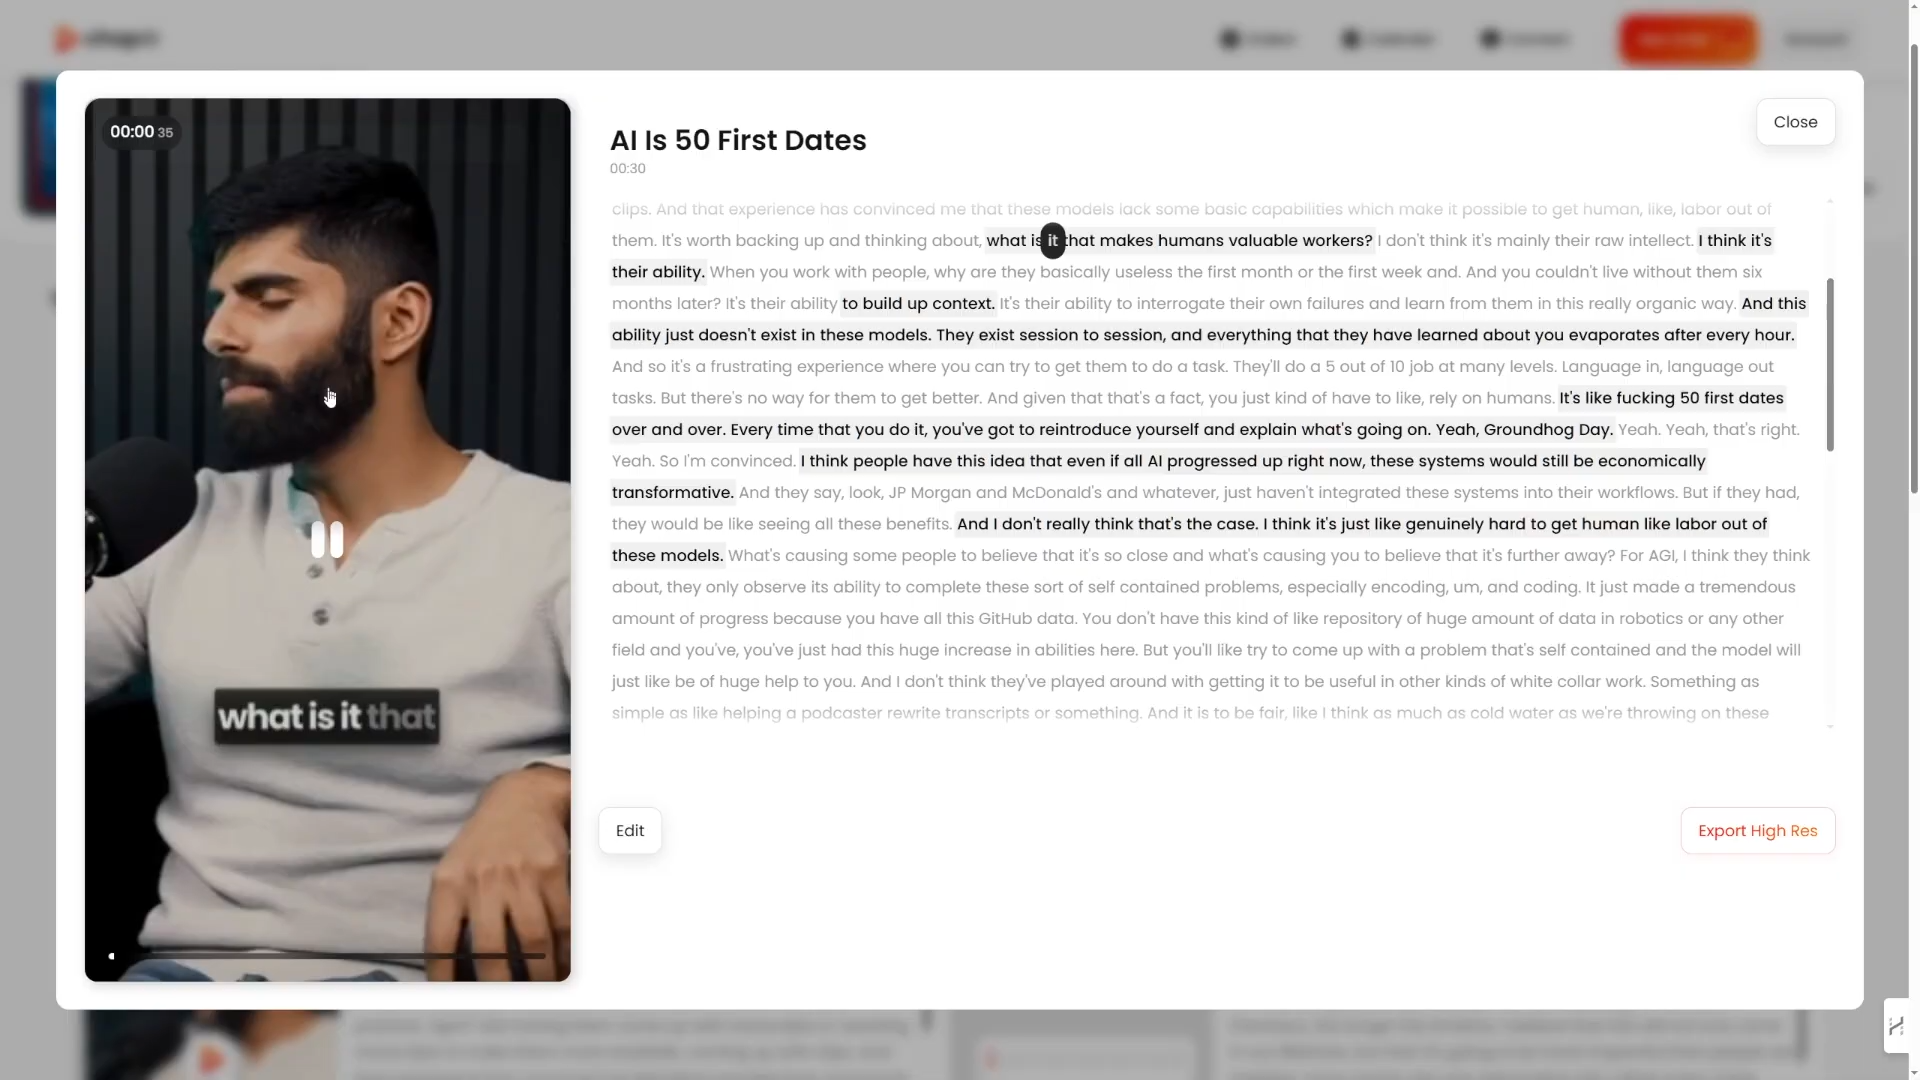 00:00 35
AI Is 50 First Dates
Close
00:30
clips. And that experience has convinced me that these models lack some basic capabilities which make it possible to get human, like, labor out of
them. It's worth backing up and thinking about, what is it that makes humans valuable workers? I don't think it's mainly their raw intellect. I think it's
their ability. When you work with people, why are they basically useless the first month or the first week and. And you couldn't live without them six
months later? It's their ability to build up context. It's their ability to interrogate their own failures and learn from them in this really organic way. And this
ability just doesn't exist in these models. They exist session to session, and everything that they have learned about you evaporates after every hour.
And so it's a frustrating experience where you can try to get them to do a task. They'll do a 5 out of 10 job at many levels. Language in, language out
tasks. But there's no way for them to get better. And given that that's a fact, you just kind of have to like, rely on humans. It's like fucking 50 first dates
over and over. Every time that you do it, you've got to reintroduce yourself and explain what's going on. Yeah, Groundhog Day. Yeah. Yeah, that's right.
Yeah. So I'm convinced. I think people have this idea that even if all AI progressed up right now, these systems would still be economically
transformative. And they say, look, JP Morgan and McDonald's and whatever, just haven't integrated these systems into their workflows. But if they had,
they would be like seeing all these benefits. And I don't really think that's the case. I think it's just like genuinely hard to get human like labor out of
these models. What's causing some people to believe that it's so close and what's causing you to believe that it's further away? For AGI, I think they think
about, they only observe its ability to complete these sort of self contained problems, especially encoding, um, and coding. It just made a tremendous
amount of progress because you have all this GitHub data. You don't have this kind of like repository of huge amount of data in robotics or any other
field and you've, you've just had this huge increase in abilities here. But you'll like try to come up with a problem that's self contained and the model will
just like be of huge help to you. And I don't think they've played around with getting it to be useful in other kinds of white collar work. Something as
simple as like helping a podcaster rewrite transcripts or something. And it is to be fair, like I think as much as cold water as we're throwing on these
what is it that
Edit
Export High Res